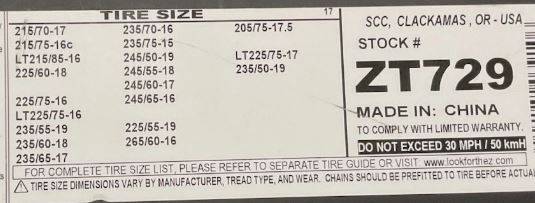 TIRE SIZE 17
215/70-17 235/70-16 205/75-17.5
215/75-16c 235/75-15
LT215/85-16 245/50-19 LT225/75-17
225/60-18 245/55-18 235/50-19
245/60-17
225/75-16 245/65-16
LT225/75-16
235/55-19 225/55-19
235/60-18 265/60-16
235/65-17
SCC, CLACKAMAS, OR - USA
STOCK #
ZT729
MADE IN: CHINA
TO COMPLY WITH LIMITED WARRANTY.
DO NOT EXCEED 30 MPH / 50 kmH
FOR COMPLETE TIRE SIZE LIST, PLEASE REFER TO SEPARATE TIRE GUIDE OR VISIT www.lookforthez.com
TIRE SIZE DIMENSIONS VARY BY MANUFACTURER, TREAD TYPE, AND WEAR. CHAINS SHOULD BE PREFITTED TO TIRE BEFORE ACTUAL